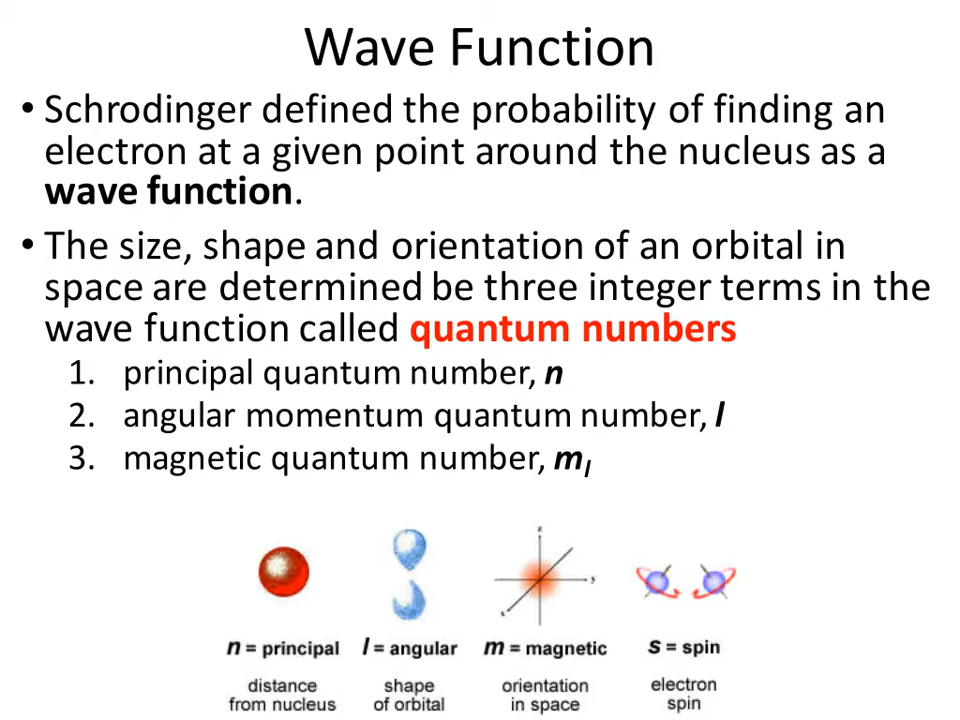 Wave Function
• Schrodinger defined the probability of finding an
electron at a given point around the nucleus as a
wave function.
• The size, shape and orientation of an orbital in
space are determined be three integer terms in the
wave function called quantum numbers
1. principal quantum number, n
2. angular momentum quantum number, l
3. magnetic quantum number, ml
z
y
x
n = principal
distance
from nucleus
l = angular
shape
of orbital
m = magnetic
orientation
in space
s = spin
electron
spin